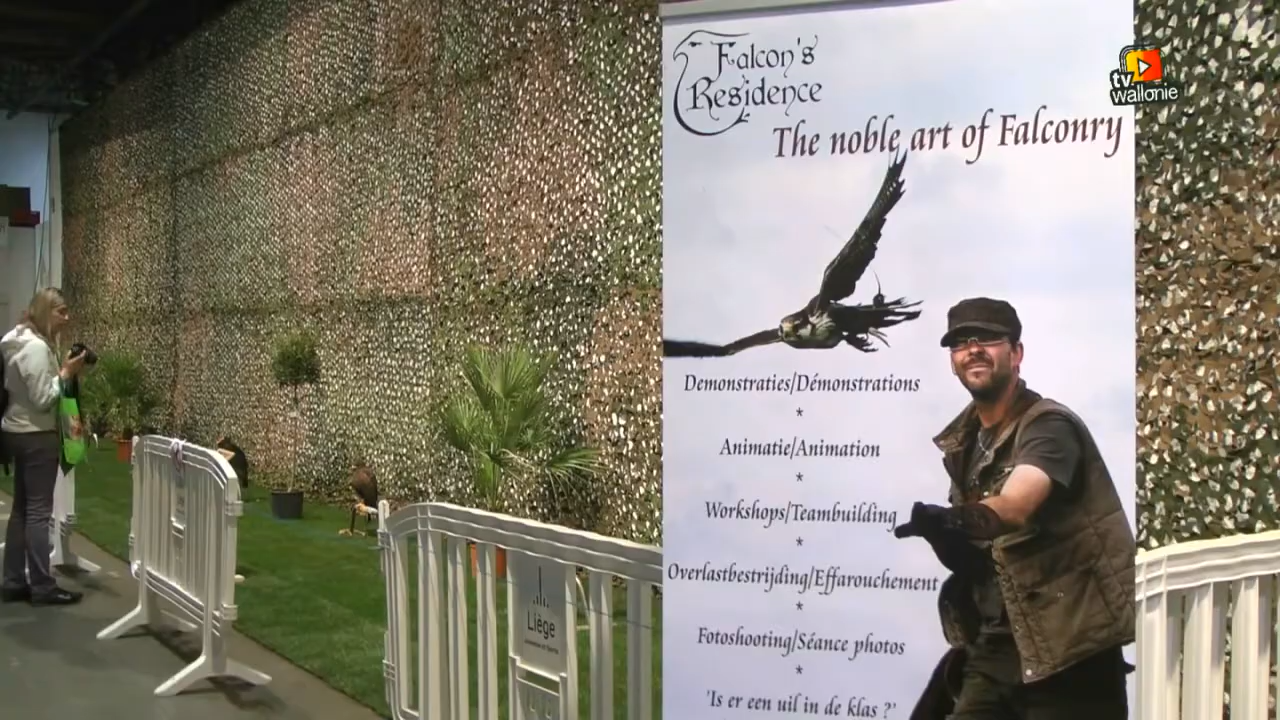 Falcon's
Residence
The noble art of Falconry
Demonstraties/Démonstrations
*
Animatie/Animation
*
Workshops/Teambuilding
*
Overlastbestrijding/Effarouchement
*
Fotoshooting/Séance photos
*
'Is er een uil in de klas ?'
tv.
wallonie
Liège